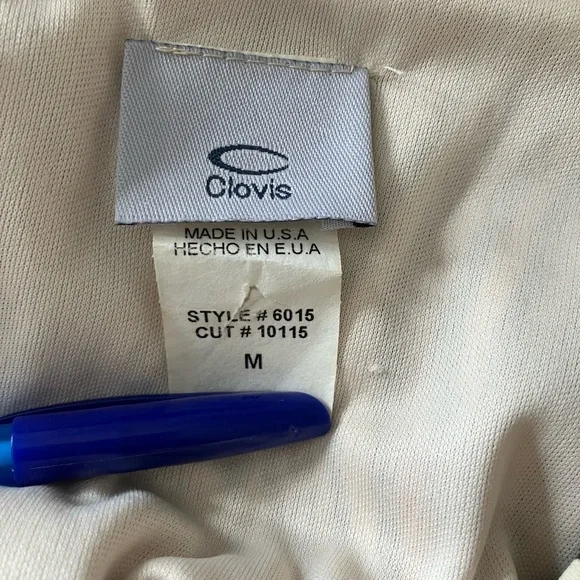 Clovis
MADE IN U.S.A
HECHO EN E.U.A
STYLE # 6015
CUT # 10115
M